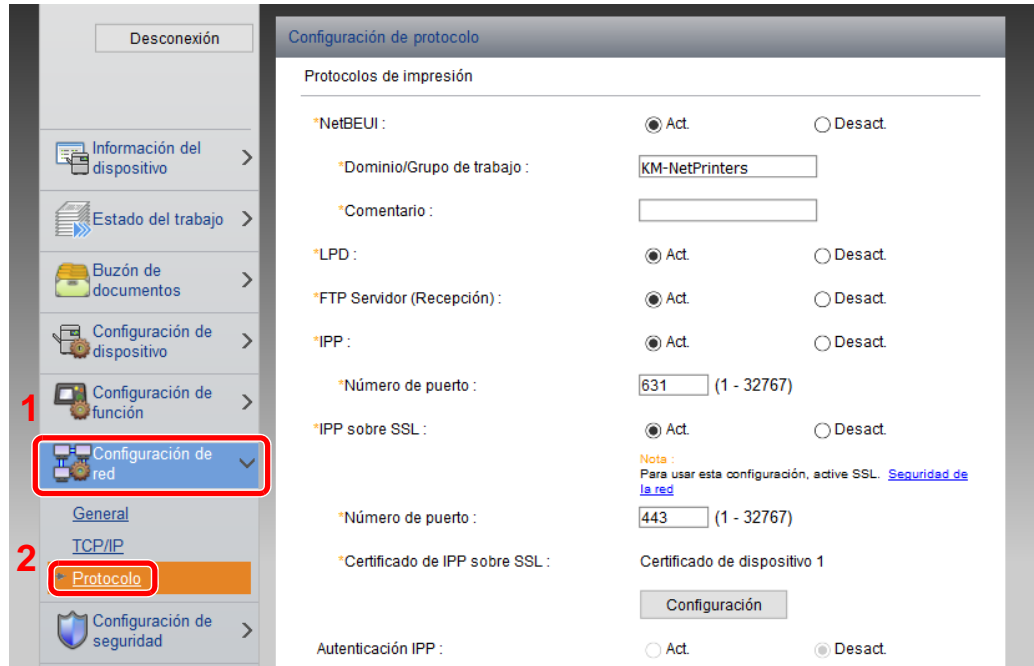 Desconexión
Información del
dispositivo
Estado del trabajo
Buzón de
documentos
Configuración de
dispositivo
1
Configuración de
función
Configuración de
red
General
TCP/IP
2
Protocolo
Configuración de
seguridad
Configuración de protocolo
Protocolos de impresión
*NetBEUI : Act. Desact.
*Dominio/Grupo de trabajo : KM-NetPrinters
*Comentario :
*LPD : Act. Desact.
*FTP Servidor (Recepción) : Act. Desact.
*IPP : Act. Desact.
*Número de puerto : 631 (1 - 32767)
*IPP sobre SSL : Act. Desact.
Nota :
Para usar esta configuración, active SSL. Seguridad de
la red
*Número de puerto : 443 (1 - 32767)
*Certificado de IPP sobre SSL : Certificado de dispositivo 1
Configuración
Autenticación IPP : Act. Desact.